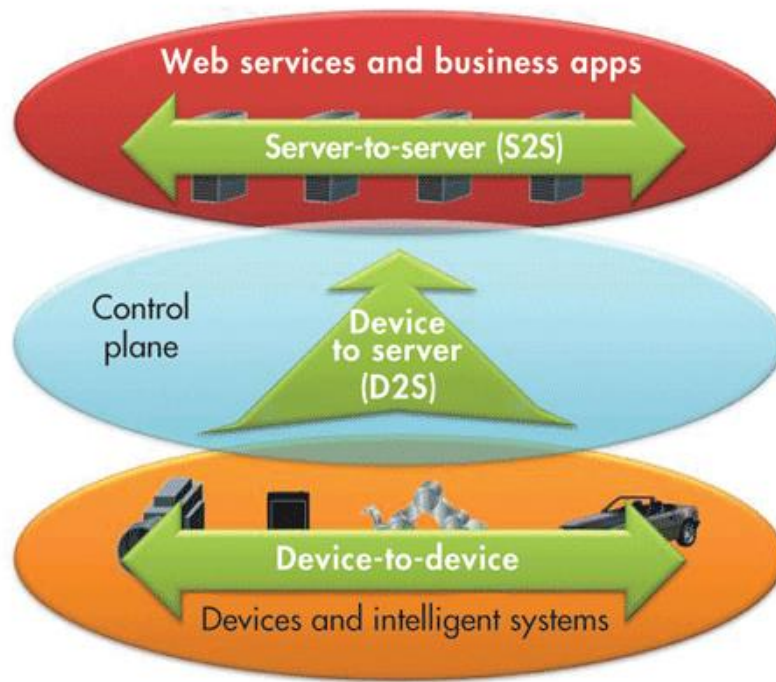 Web services and business apps
Server-to-server (S2S)
Control
plane
Device
to server
(D2S)
Device-to-device
Devices and intelligent systems